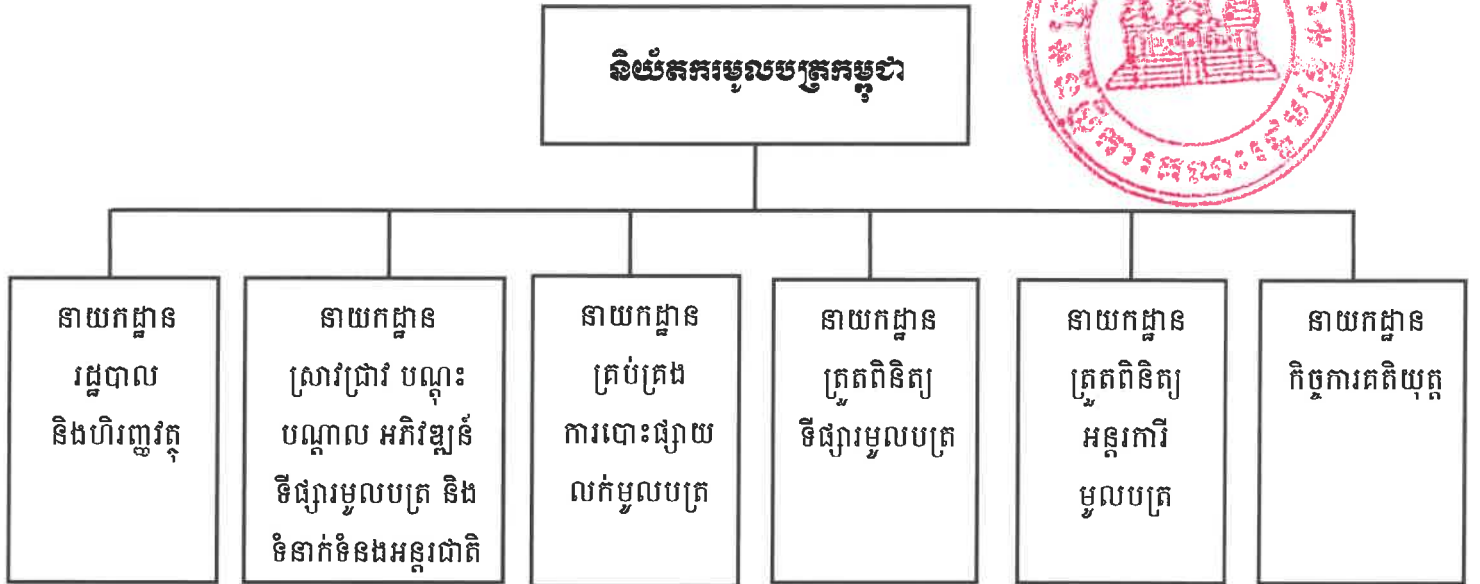 និយ័តករមូលបត្រកម្ពុជា
នាយកដ្ឋាន
រដ្ឋបាល
និងហិរញ្ញវត្ថុ
នាយកដ្ឋាន
ស្រាវជ្រាវ បណ្តុះ
បណ្តាល អភិវឌ្ឍន៍
ទីផ្សារមូលបត្រ និង
ទំនាក់ទំនងអន្តរជាតិ
នាយកដ្ឋាន
គ្រប់គ្រង
ការបោះផ្សាយ
លក់មូលបត្រ
នាយកដ្ឋាន
ត្រួតពិនិត្យ
ទីផ្សារមូលបត្រ
នាយកដ្ឋាន
ត្រួតពិនិត្យ
អន្តរការី
មូលបត្រ
នាយកដ្ឋាន
កិច្ចការគតិយុត្ត